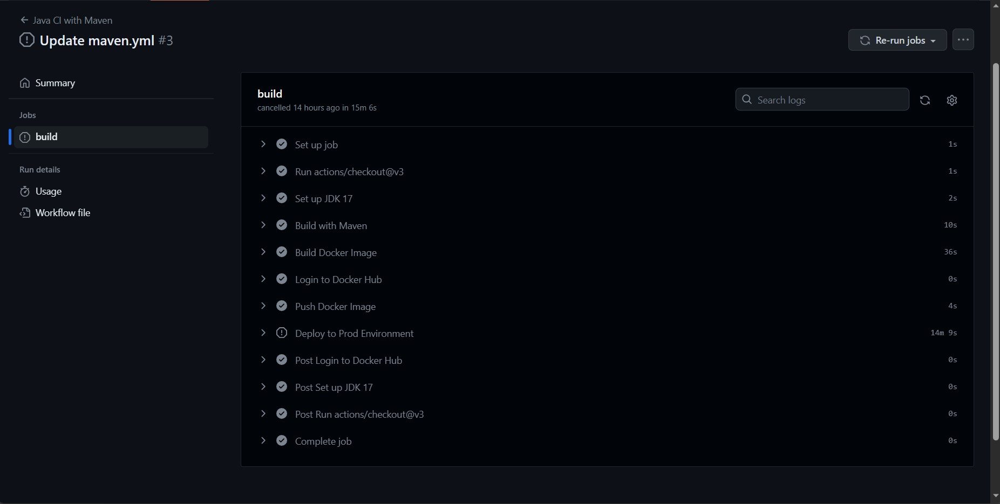 Java CI with Maven
Update maven.yml #3
Re-run jobs
Summary
Jobs
build
Run details
Usage
Workflow file
build
cancelled 14 hours ago in 15m 6s
Search logs
Set up job 1s
Run actions/checkout@v3 1s
Set up JDK 17 2s
Build with Maven 10s
Build Docker Image 36s
Login to Docker Hub 0s
Push Docker Image 4s
Deploy to Prod Environment 14m 9s
Post Login to Docker Hub 0s
Post Set up JDK 17 0s
Post Run actions/checkout@v3 0s
Complete job 0s